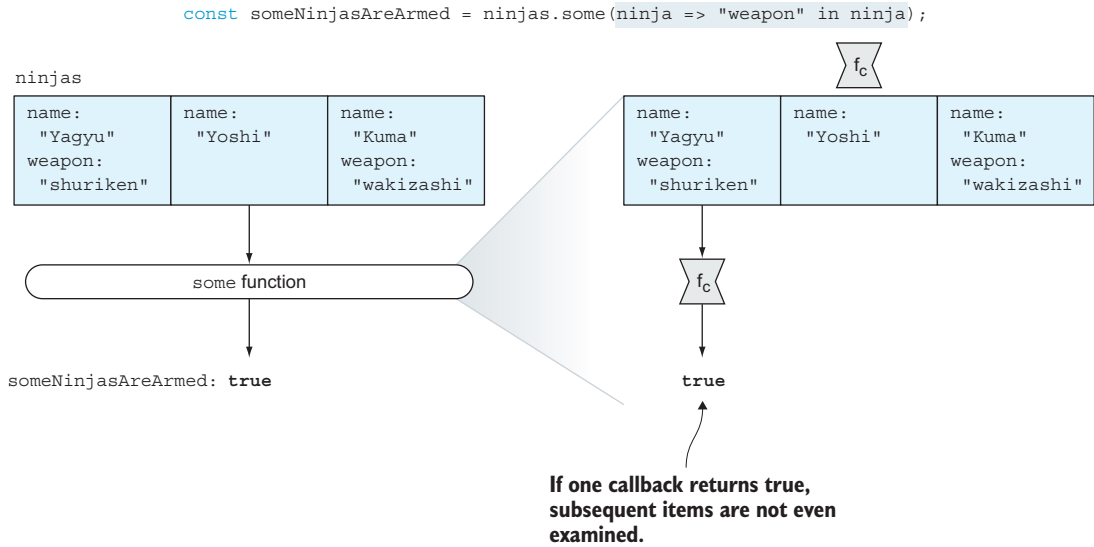 const someNinjasAreArmed = ninjas.some(ninja => "weapon" in ninja);
fc
ninjas
name:
"Yagyu"
weapon:
"shuriken"
name:
"Yoshi"
name:
"Kuma"
weapon:
"wakizashi"
some function
someNinjasAreArmed: true
name:
"Yagyu"
weapon:
"shuriken"
name:
"Yoshi"
name:
"Kuma"
weapon:
"wakizashi"
fc
true
If one callback returns true,
subsequent items are not even
examined.